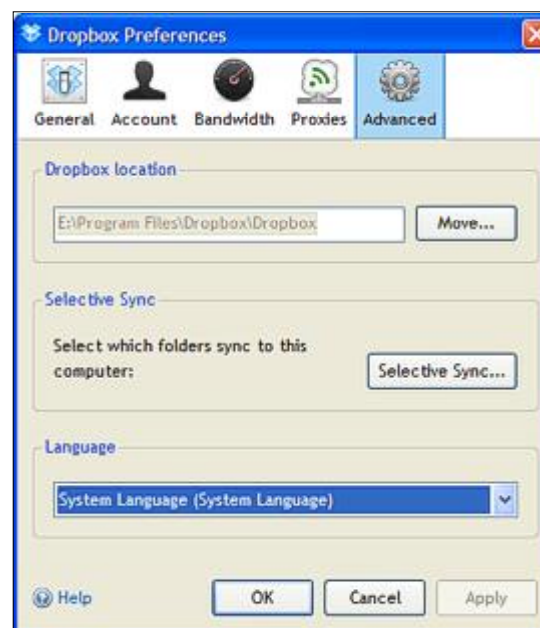 Dropbox Preferences
General Account Bandwidth Proxies Advanced
Dropbox location
E:\Program Files\Dropbox\Dropbox
Move...
Selective Sync
Select which folders sync to this
computer:
Selective Sync...
Language
System Language (System Language)
Help
OK
Cancel
Apply